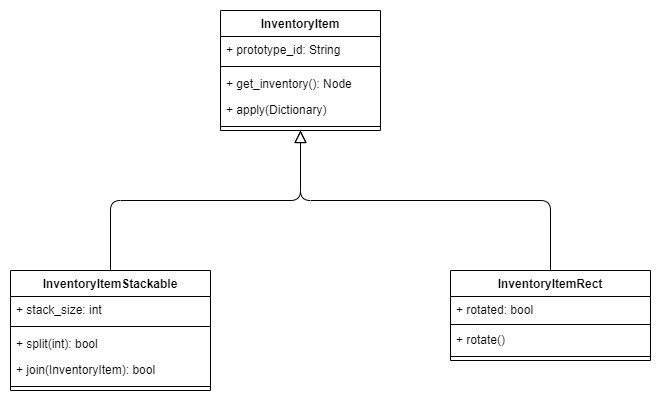 InventoryItem
+ prototype_id: String
+ get_inventory(): Node
+ apply(Dictionary)
InventoryItemStackable
+ stack_size: int
+ split(int): bool
+ join(InventoryItem): bool
InventoryItemRect
+ rotated: bool
+ rotate()